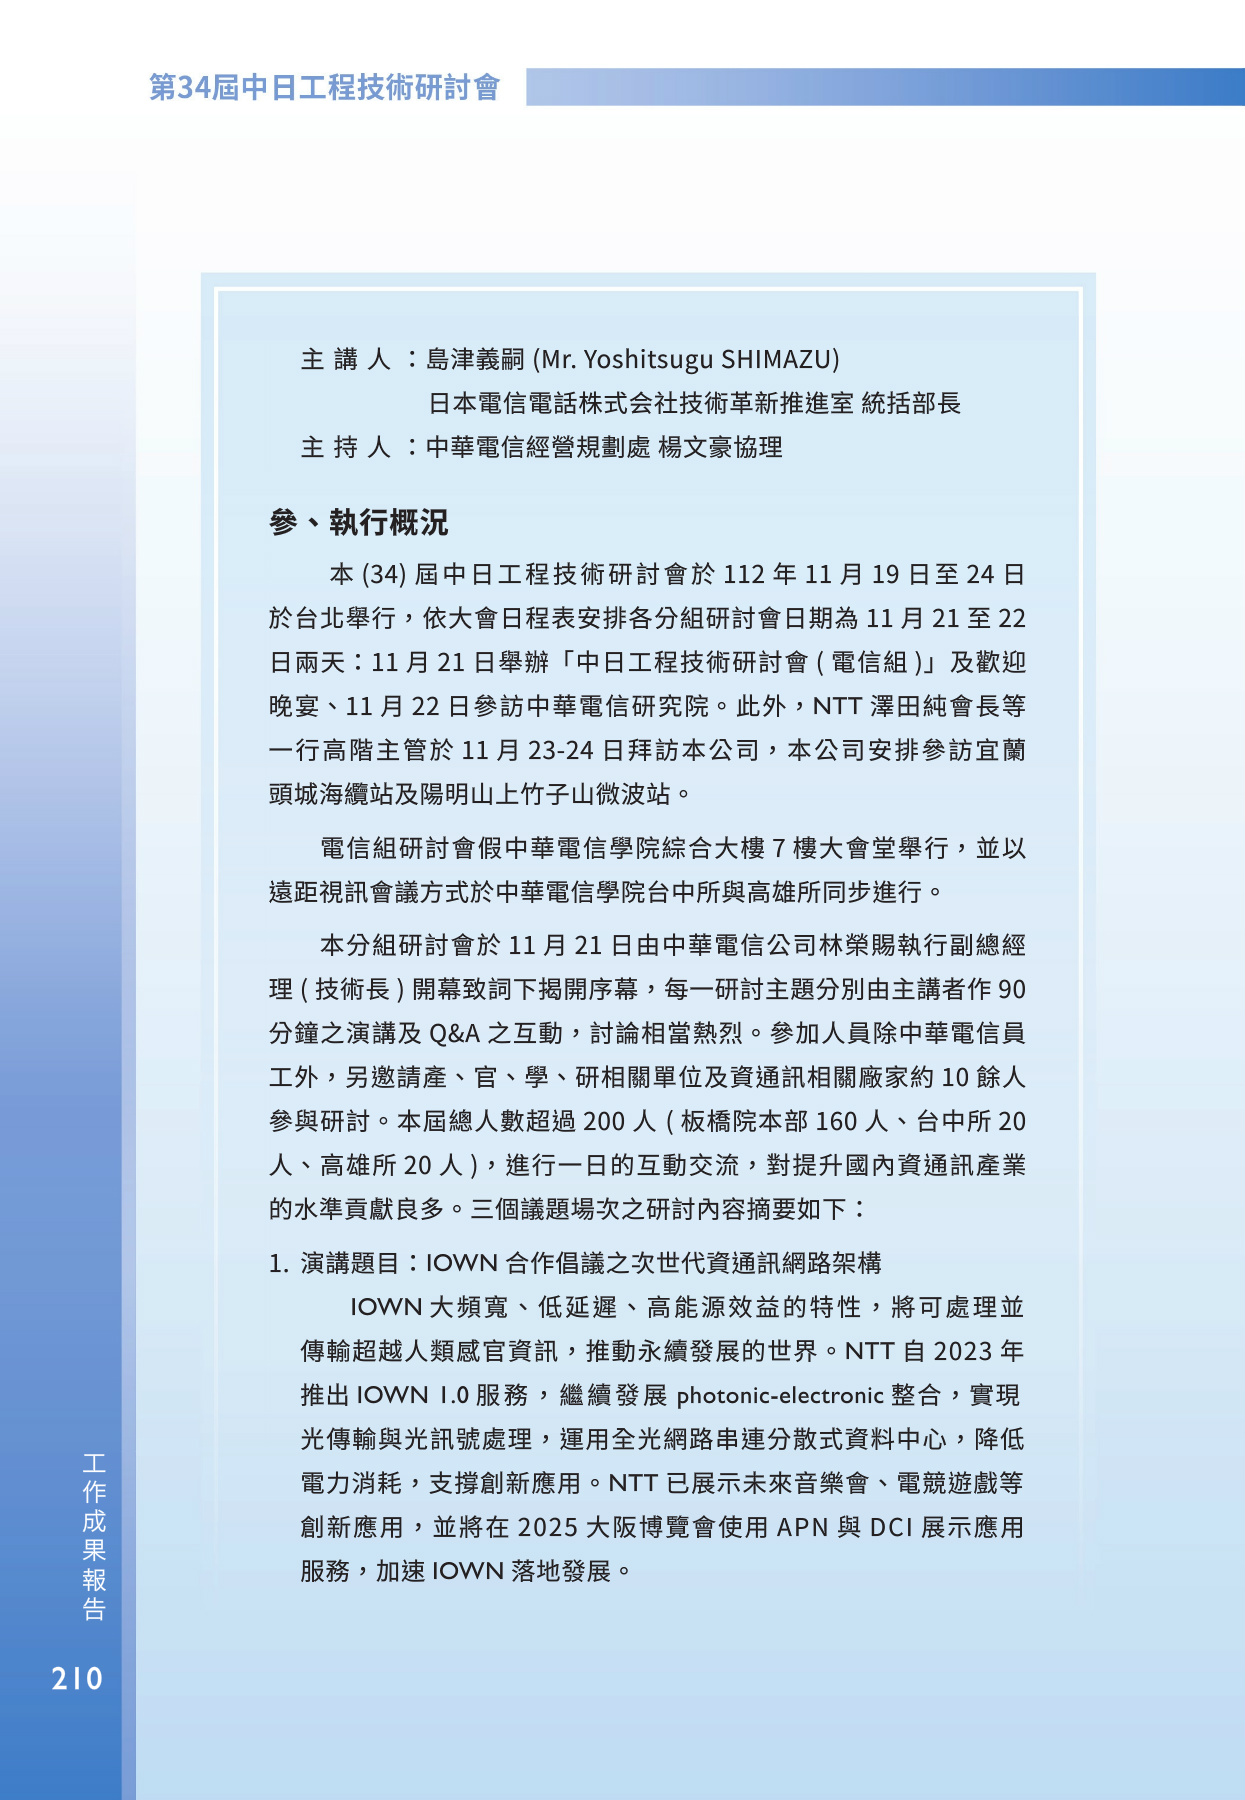 第34屆中日工程技術研討會
主 講 人 ：島津義嗣 (Mr. Yoshitsugu SHIMAZU)
日本電信電話株式会社技術革新推進室 統括部長
主 持 人 ：中華電信經營規劃處 楊文豪協理
參、執行概況
本 (34) 屆中日工程技術研討會於 112 年 11 月 19 日至 24 日
於台北舉行，依大會日程表安排各分組研討會日期為 11 月 21 至 22
日兩天：11 月 21 日舉辦「中日工程技術研討會 ( 電信組 )」及歡迎
晚宴、11 月 22 日參訪中華電信研究院。此外，NTT 澤田純會長等
一行高階主管於 11 月 23-24 日拜訪本公司，本公司安排參訪宜蘭
頭城海纜站及陽明山上竹子山微波站。
電信組研討會假中華電信學院綜合大樓 7 樓大會堂舉行，並以
遠距視訊會議方式於中華電信學院台中所與高雄所同步進行。
本分組研討會於 11 月 21 日由中華電信公司林榮賜執行副總經
理 ( 技術長 ) 開幕致詞下揭開序幕，每一研討主題分別由主講者作 90
分鐘之演講及 Q&A 之互動，討論相當熱烈。參加人員除中華電信員
工外，另邀請產、官、學、研相關單位及資通訊相關廠家約 10 餘人
參與研討。本屆總人數超過 200 人 ( 板橋院本部 160 人、台中所 20
人、高雄所 20 人 )，進行一日的互動交流，對提升國內資通訊產業
的水準貢獻良多。三個議題場次之研討內容摘要如下：
1. 演講題目：IOWN 合作倡議之次世代資通訊網路架構
IOWN 大頻寬、低延遲、高能源效益的特性，將可處理並
傳輸超越人類感官資訊，推動永續發展的世界。NTT 自 2023 年
推出 IOWN 1.0 服務，繼續發展 photonic-electronic 整合，實現
光傳輸與光訊號處理，運用全光網路串連分散式資料中心，降低
電力消耗，支撐創新應用。NTT 已展示未來音樂會、電競遊戲等
創新應用，並將在 2025 大阪博覽會使用 APN 與 DCI 展示應用
服務，加速 IOWN 落地發展。
工作成果報告
210